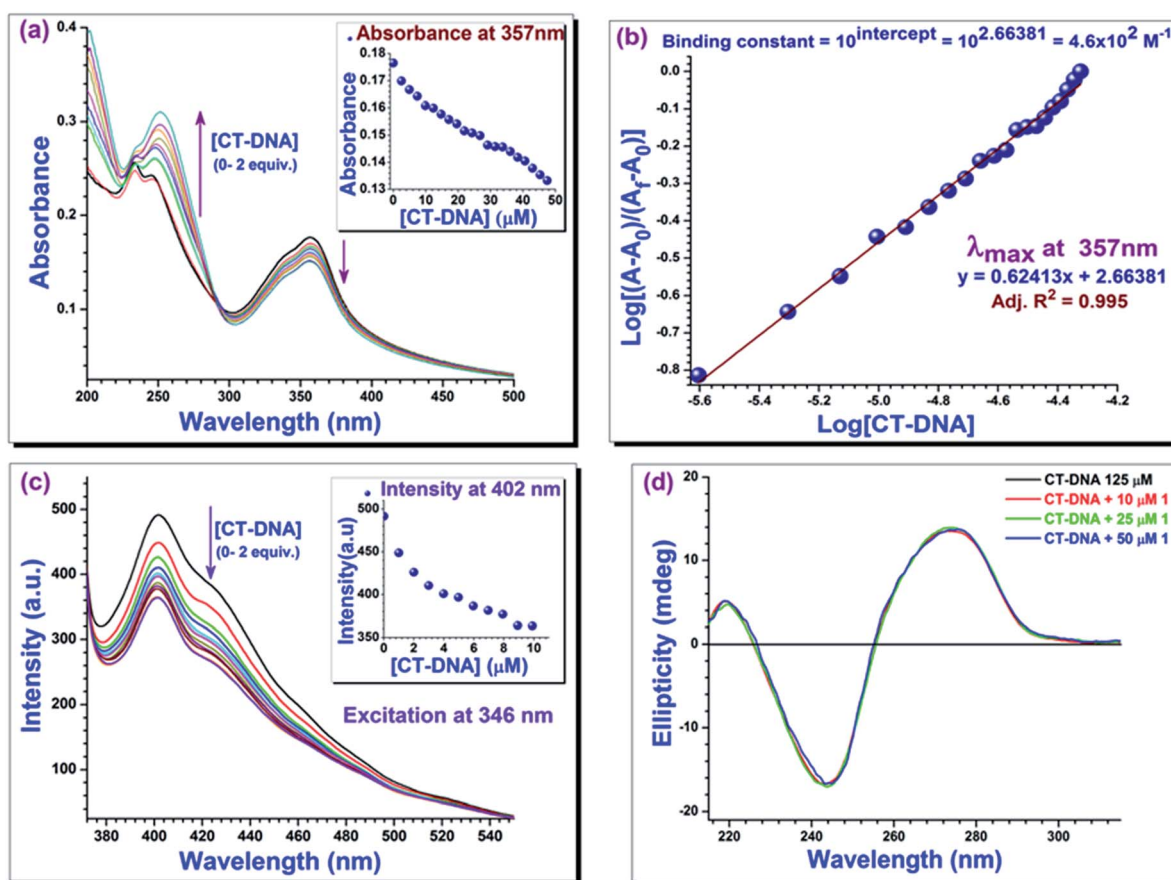 (a)
0.4
0.3
0.2
0.1
Absorbance
[CT-DNA]
(0- 2 equiv.)
Absorbance at 357nm
0.18
0.17
0.16
0.15
0.14
0.13
Absorbance
0 10 20 30 40 50
[CT-DNA] (μM)
200 250 300 350 400 450 500
Wavelength (nm)
(b)
Binding constant = 10^intercept = 10^2.66381 = 4.6x10^2 M^-1
0.0
-0.1
-0.2
-0.3
-0.4
-0.5
-0.6
-0.7
-0.8
Log[(A-A0)/(Af-A0)]
λmax at 357nm
y = 0.62413x + 2.66381
Adj. R^2 = 0.995
-5.6 -5.4 -5.2 -5.0 -4.8 -4.6 -4.4 -4.2
Log[CT-DNA]
(c)
500
400
300
200
100
Intensity (a.u.)
[CT-DNA]
(0- 2 equiv.)
Intensity at 402 nm
500
450
400
350
Intensity(a.u)
0 2 4 6 8 10
[CT-DNA] (μM)
Excitation at 346 nm
380 400 420 440 460 480 500 520 540
Wavelength (nm)
(d)
20
10
0
-10
-20
Ellipticity (mdeg)
CT-DNA 125 μM
CT-DNA + 10 μM 1
CT-DNA + 25 μM 1
CT-DNA + 50 μM 1
220 240 260 280 300
Wavelength (nm)